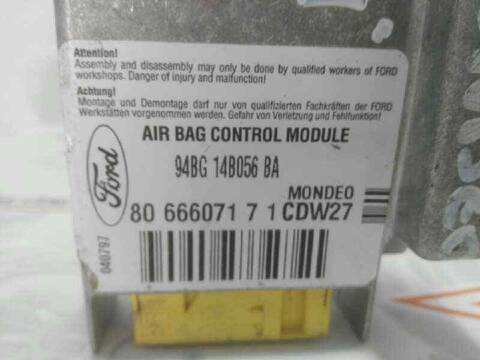 Attention!
Assembly and disassembly may only be done by qualified workers of FORD
workshops. Danger of injury and malfunction!
Achtung!
Montage und Demontage darf nur von qualifizierten Fachkräften der FORD
Werkstätten vorgenommen werden. Gefahr von Verletzung und Fehlfunktion!
AIR BAG CONTROL MODULE
94BG 14B056 BA
Ford
MONDEO
80 666071 7 1 CDW27
040797